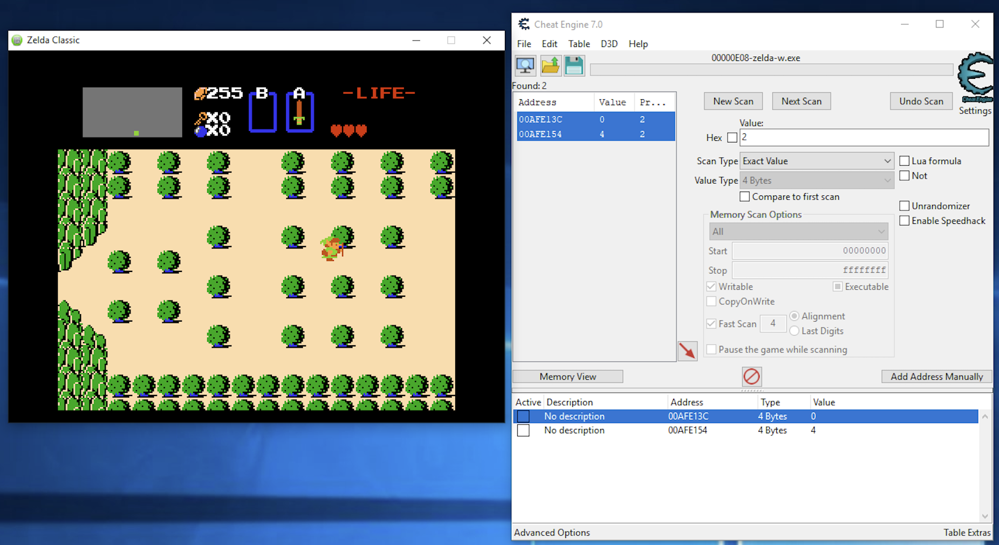 Zelda Classic
255
X0
X0
B
A
-LIFE-
Cheat Engine 7.0
File Edit Table D3D Help
00000E08-zelda-w.exe
Found: 2
Address Value Pr...
00AFE13C 0 2
00AFE154 4 2
New Scan Next Scan Undo Scan
Cheat Engine
Settings
Value:
Hex 2
Scan Type Exact Value
Lua formula
Value Type 4 Bytes
Not
Compare to first scan
Unrandomizer
Memory Scan Options
Enable Speedhack
All
Start 00000000
Stop ffffffff
Writable Executable
CopyOnWrite
Fast Scan 4 Alignment
Last Digits
Pause the game while scanning
Memory View Add Address Manually
Active Description Address Type Value
No description 00AFE13C 4 Bytes 0
No description 00AFE154 4 Bytes 4
Advanced Options Table Extras